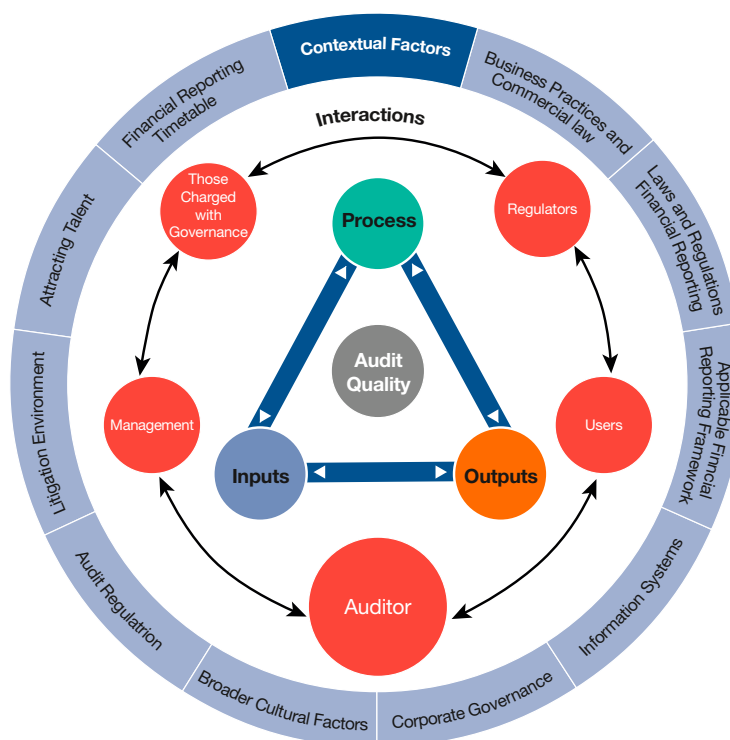 Contextual Factors
Business Practices and
Commercial law
Laws and Regulations
Financial Reporting
Applicable Fincial
Reporting Framework
Information Systems
Corporate Governance
Broader Cultural Factors
Audit Regulatrion
Litigation Environment
Attracting Talent
Financial Reporting
Timetable
Interactions
Those
Charged
with
Governance
Regulators
Process
Audit
Quality
Management
Users
Inputs
Outputs
Auditor